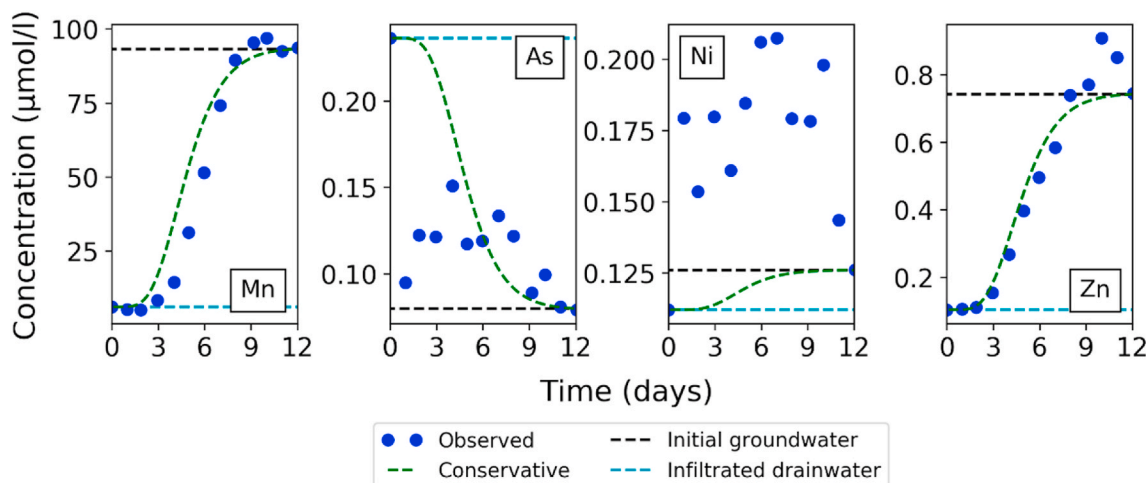 Concentration (μmol/l)
100
75
50
25
0 3 6 9 12
Mn
0.20
0.15
0.10
0 3 6 9 12
As
0.200
0.175
0.150
0.125
0 3 6 9 12
Ni
0.8
0.6
0.4
0.2
0 3 6 9 12
Zn
Time (days)
Observed
Conservative
Initial groundwater
Infiltrated drainwater